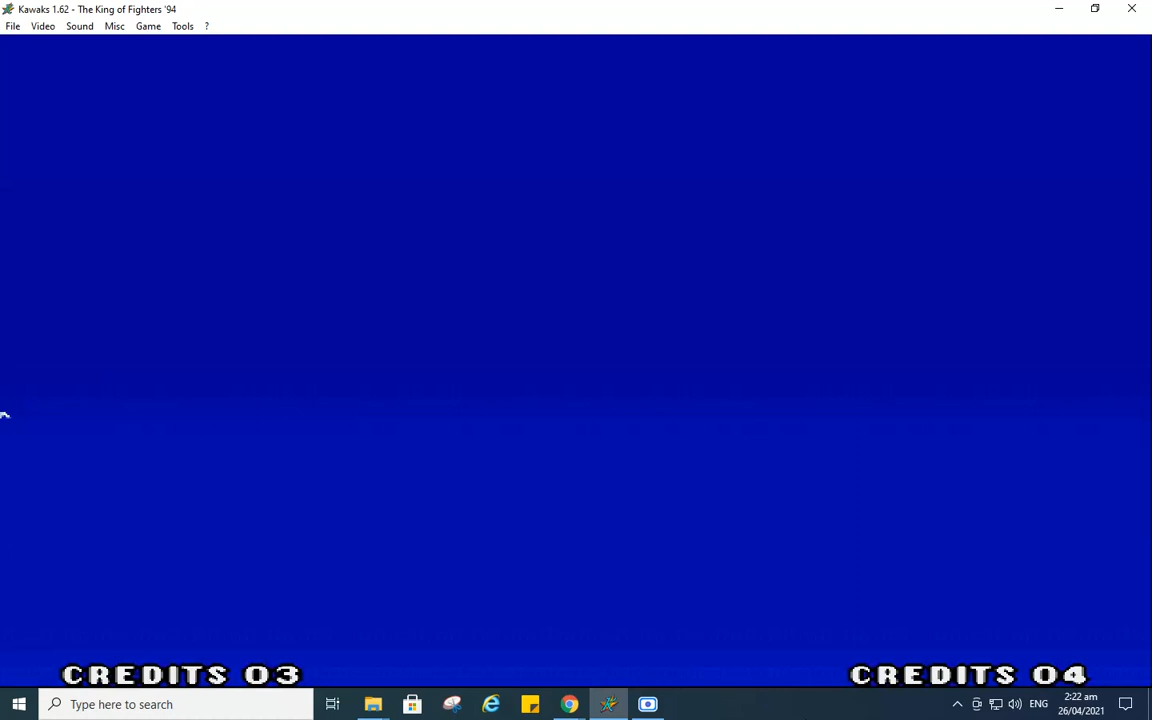 Kawaks 1.62 - The King of Fighters '94
File Video Sound Misc Game Tools ?
CREDITS 03 CREDITS 04
Type here to search
ENG
2:22 am
26/04/2021